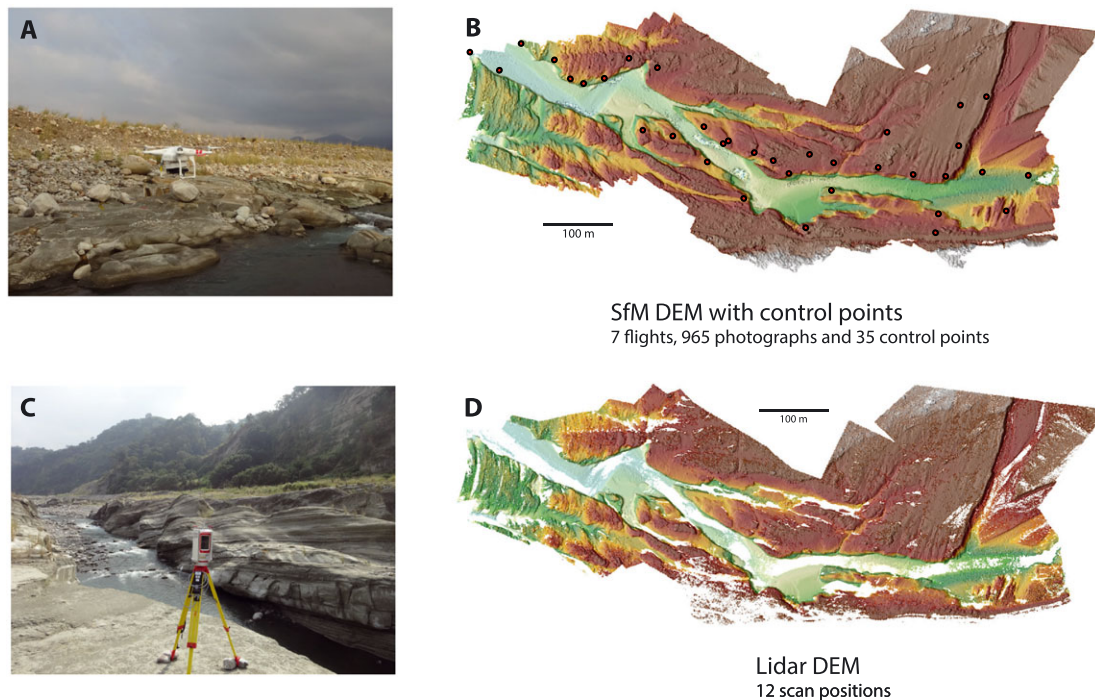 A
B
100 m
SfM DEM with control points
7 flights, 965 photographs and 35 control points
C
D
100 m
Lidar DEM
12 scan positions